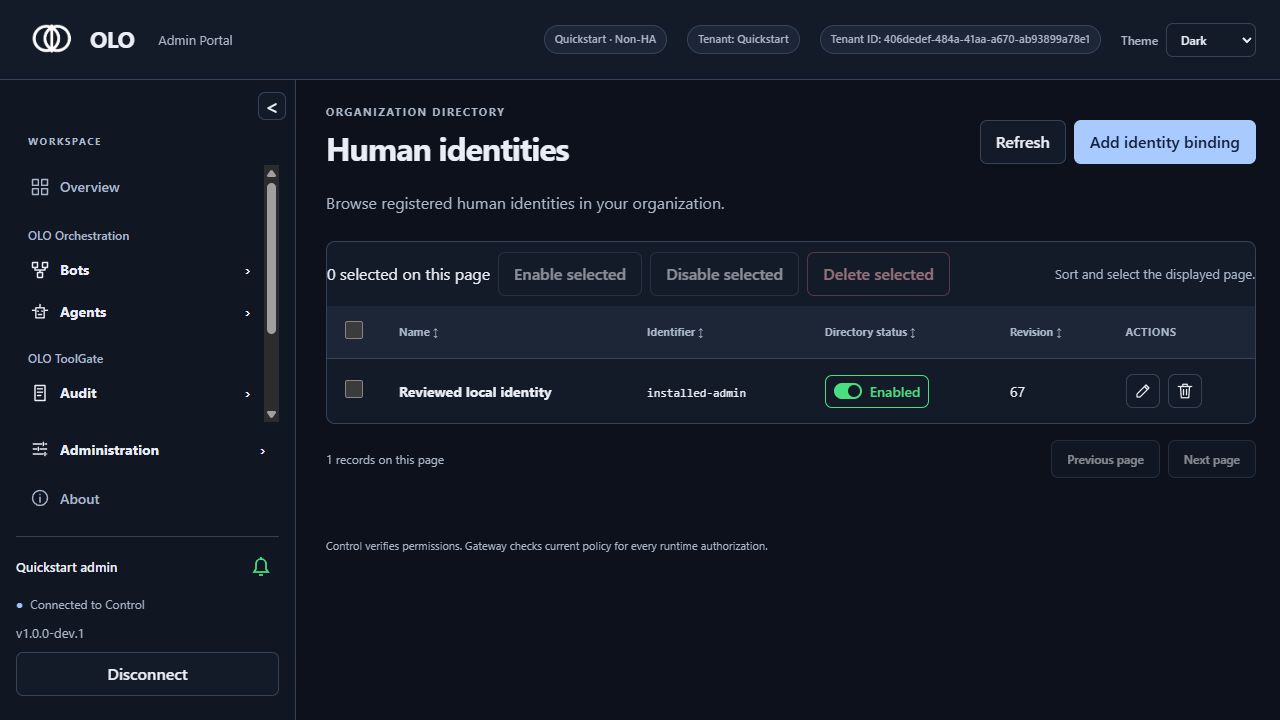 OLO
Admin Portal
Quickstart · Non-HA
Tenant: Quickstart
Tenant ID: 406dedef-484a-41aa-a670-ab93899a78e1
Theme
Dark
<
WORKSPACE
Overview
OLO Orchestration
Bots
Agents
OLO ToolGate
Audit
Administration
About
Quickstart admin
Connected to Control
v1.0.0-dev.1
Disconnect
ORGANIZATION DIRECTORY
Human identities
Refresh
Add identity binding
Browse registered human identities in your organization.
0 selected on this page
Enable selected
Disable selected
Delete selected
Sort and select the displayed page.
Name ↕ Identifier ↕ Directory status ↕ Revision ↕ ACTIONS
Reviewed local identity installed-admin Enabled 67
1 records on this page
Previous page
Next page
Control verifies permissions. Gateway checks current policy for every runtime authorization.